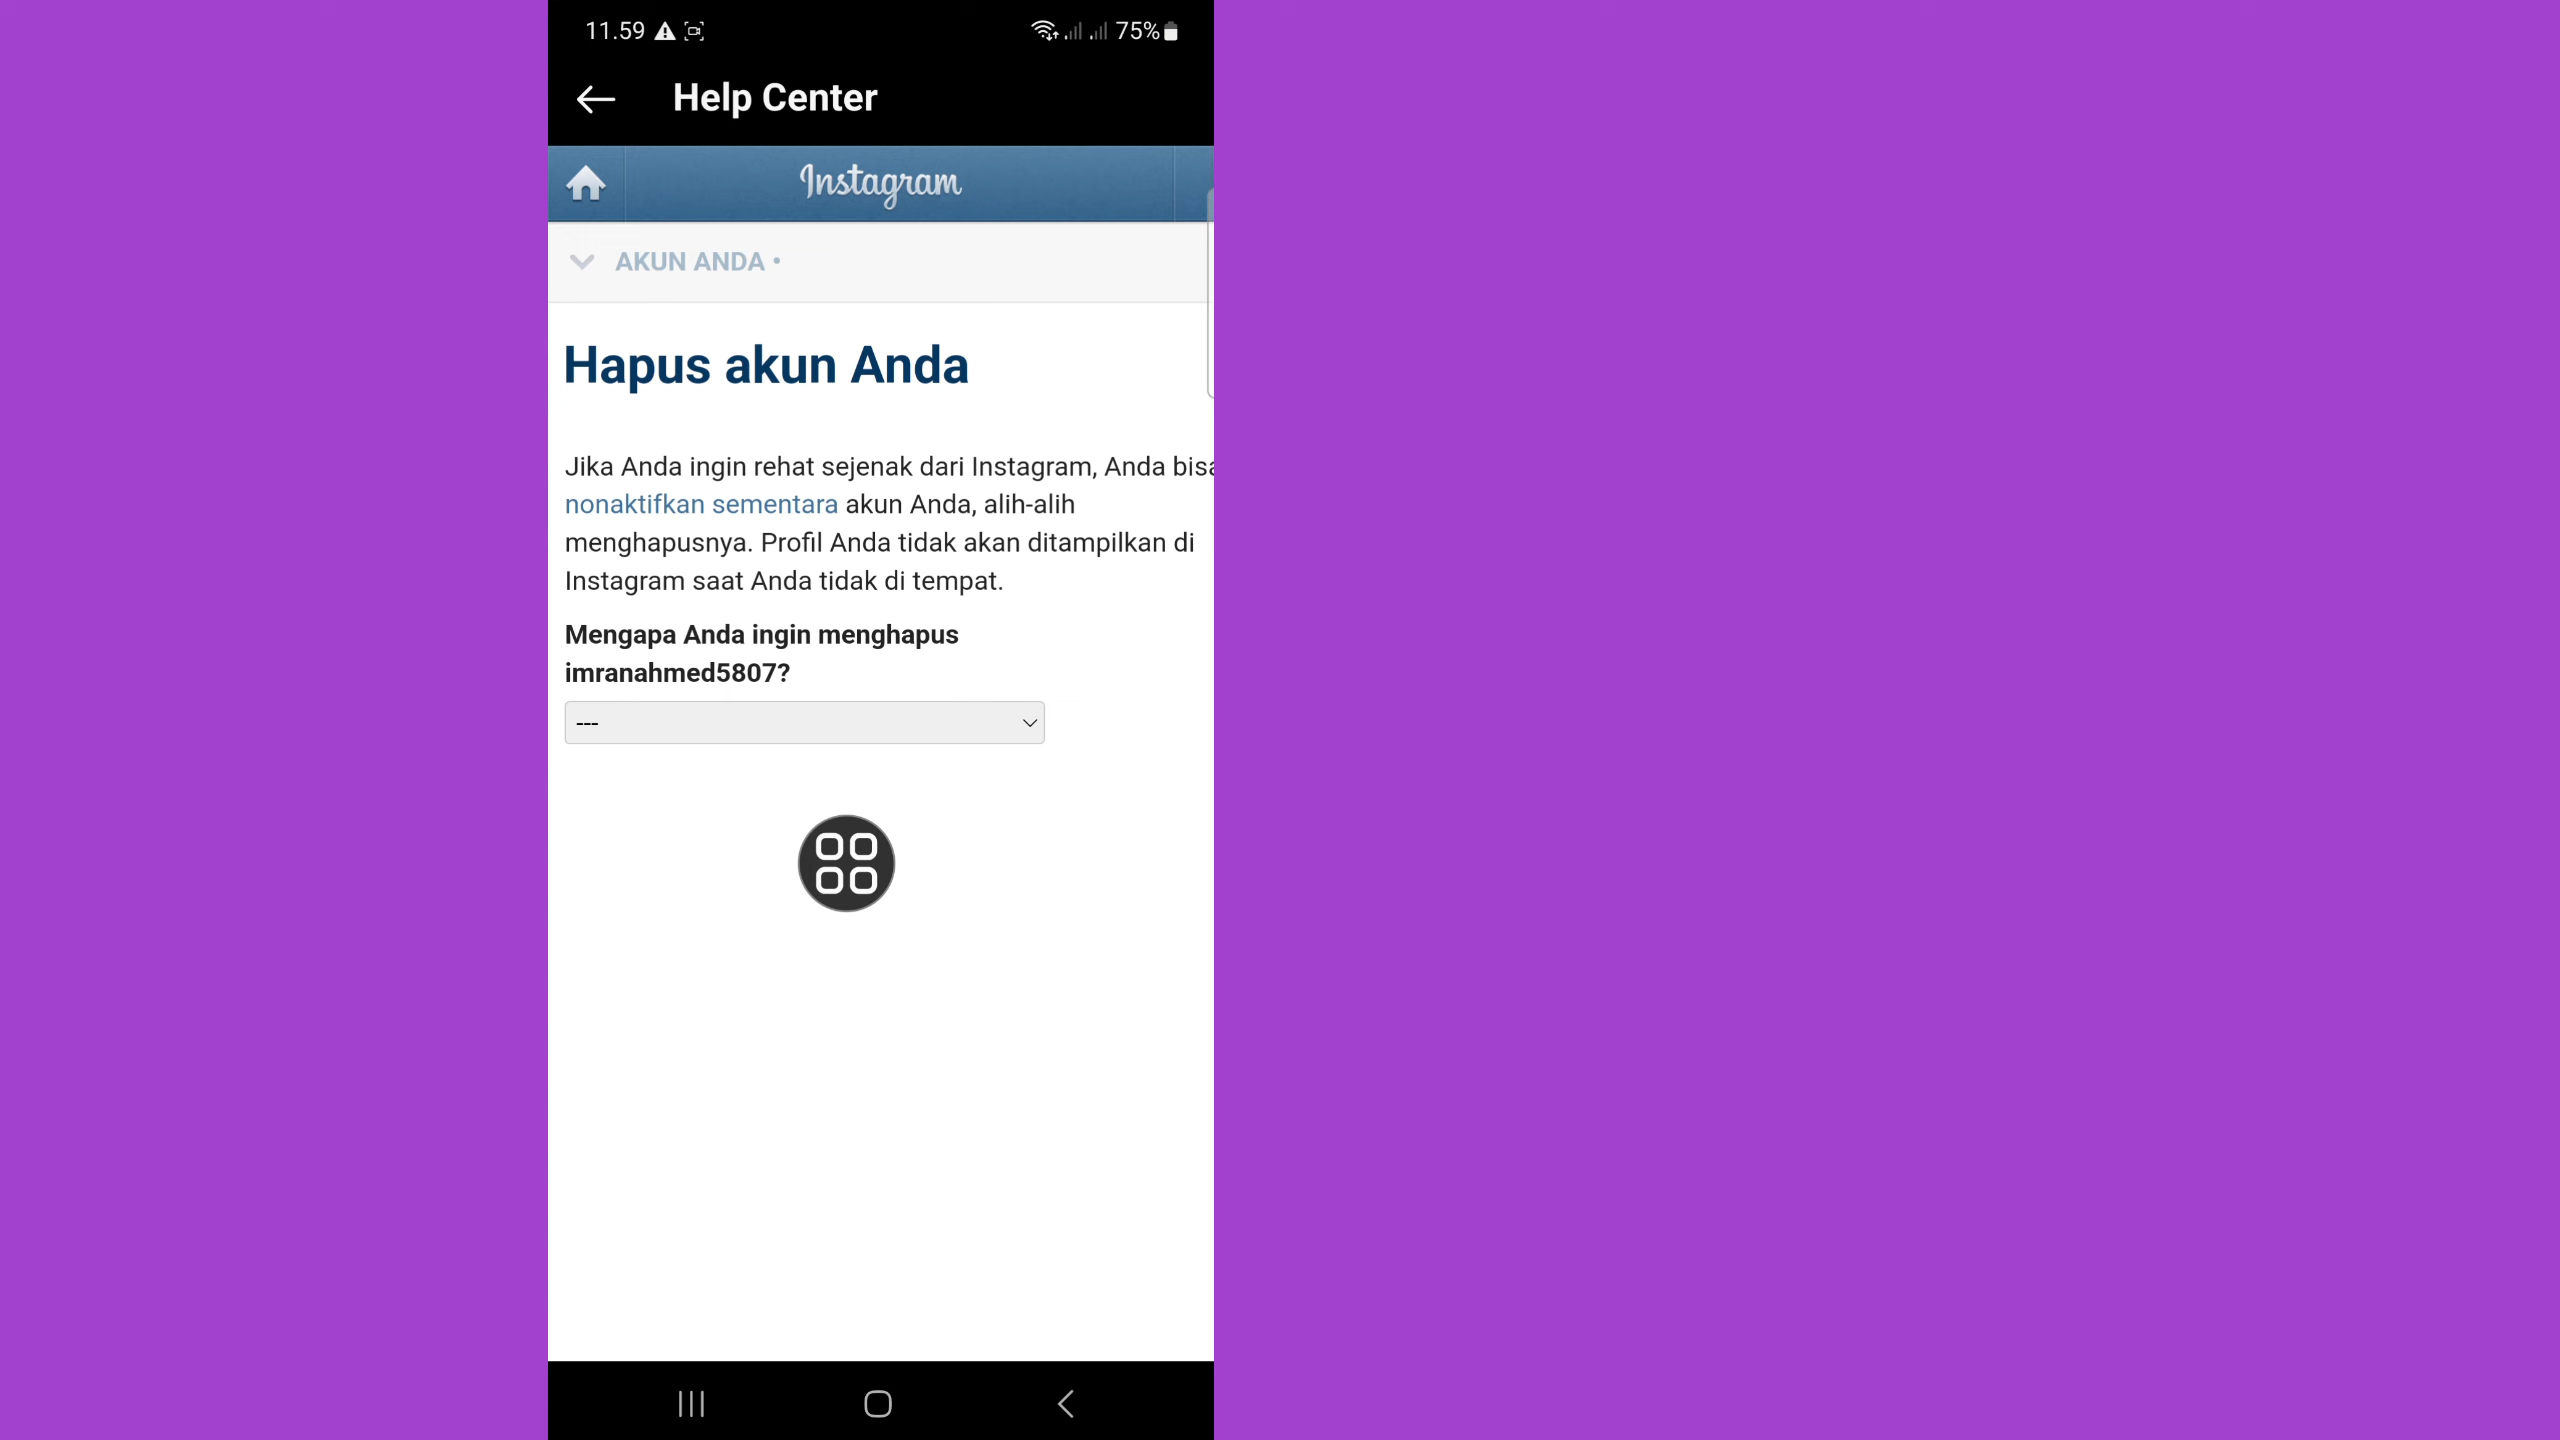 11.59
75%
Help Center
Instagram
AKUN ANDA •
Hapus akun Anda
Jika Anda ingin rehat sejenak dari Instagram, Anda bisa
nonaktifkan sementara akun Anda, alih-alih
menghapusnya. Profil Anda tidak akan ditampilkan di
Instagram saat Anda tidak di tempat.
Mengapa Anda ingin menghapus
imranahmed5807?
---